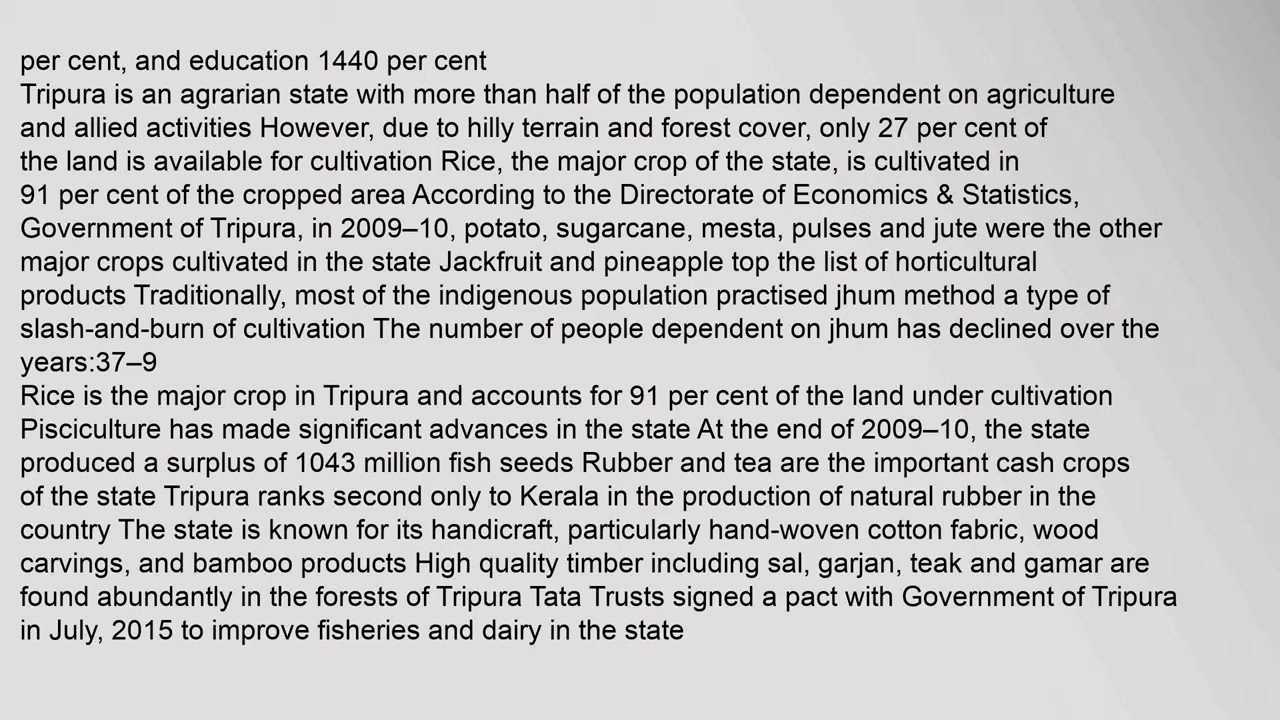 per cent, and education 1440 per cent
Tripura is an agrarian state with more than half of the population dependent on agriculture
and allied activities However, due to hilly terrain and forest cover, only 27 per cent of
the land is available for cultivation Rice, the major crop of the state, is cultivated in
91 per cent of the cropped area According to the Directorate of Economics & Statistics,
Government of Tripura, in 2009–10, potato, sugarcane, mesta, pulses and jute were the other
major crops cultivated in the state Jackfruit and pineapple top the list of horticultural
products Traditionally, most of the indigenous population practised jhum method a type of
slash-and-burn of cultivation The number of people dependent on jhum has declined over the
years:37–9
Rice is the major crop in Tripura and accounts for 91 per cent of the land under cultivation
Pisciculture has made significant advances in the state At the end of 2009–10, the state
produced a surplus of 1043 million fish seeds Rubber and tea are the important cash crops
of the state Tripura ranks second only to Kerala in the production of natural rubber in the
country The state is known for its handicraft, particularly hand-woven cotton fabric, wood
carvings, and bamboo products High quality timber including sal, garjan, teak and gamar are
found abundantly in the forests of Tripura Tata Trusts signed a pact with Government of Tripura
in July, 2015 to improve fisheries and dairy in the state